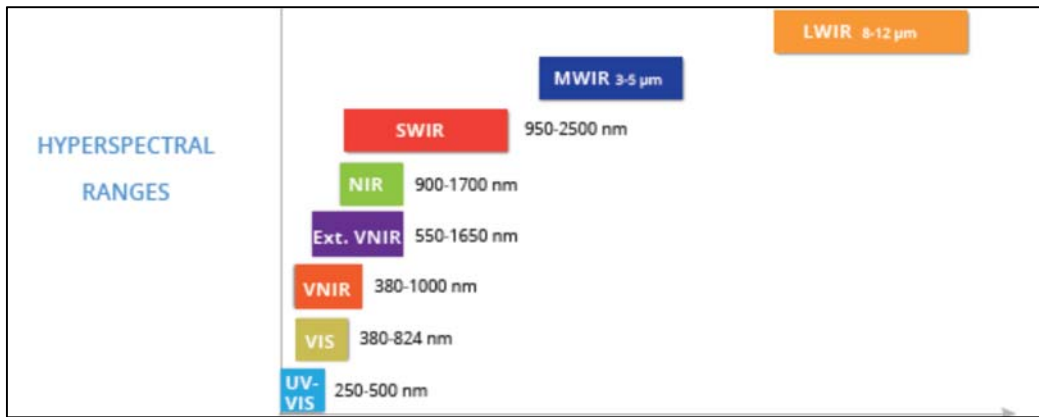 LWIR 8-12 µm
MWIR 3-5 µm
SWIR 950-2500 nm
HYPERSPECTRAL
RANGES
NIR 900-1700 nm
Ext. VNIR 550-1650 nm
VNIR 380-1000 nm
VIS 380-824 nm
UV-
VIS 250-500 nm